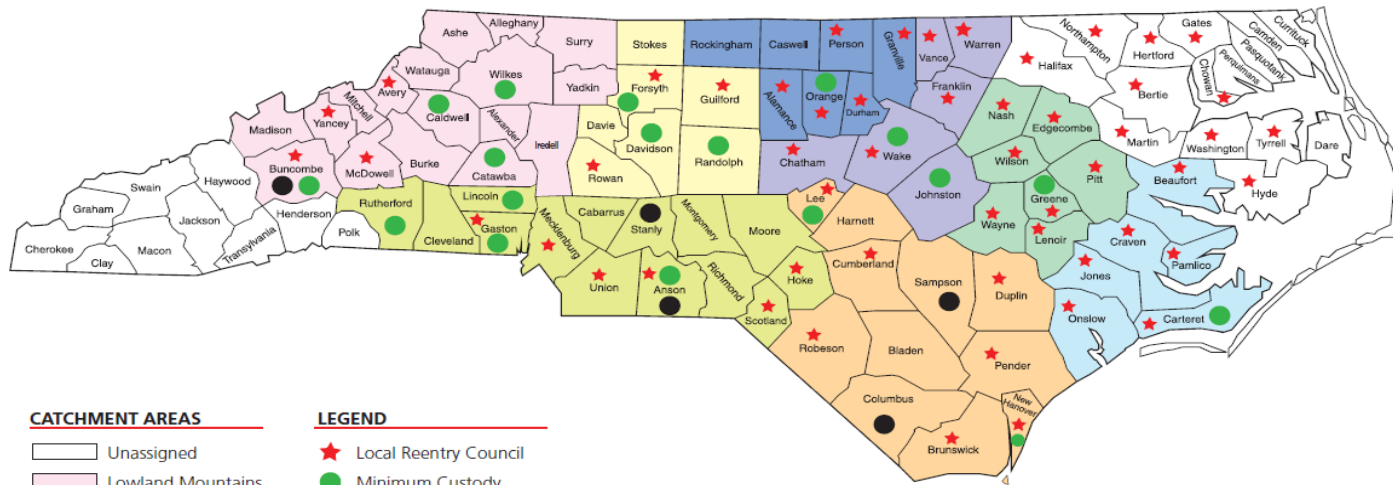 Alleghany
Ashe
Surry
Stokes
Rockingham
Caswell
Person
Granville
Vance
Warren
Northampton
Gates
Currituck
Camden
Pasquotank
Perquimans
Hertford
Chowan
Halifax
Bertie
Watauga
Wilkes
Yadkin
Forsyth
Guilford
Alamance
Orange
Durham
Franklin
Nash
Edgecombe
Martin
Washington
Tyrrell
Dare
Avery
Mitchell
Yancey
Madison
Caldwell
Alexander
Iredell
Davie
Davidson
Randolph
Chatham
Wake
Wilson
Pitt
Beaufort
Hyde
Buncombe
McDowell
Burke
Catawba
Rowan
Johnston
Greene
Wayne
Lenoir
Craven
Pamlico
Haywood
Swain
Graham
Jackson
Cherokee
Macon
Clay
Transylvania
Henderson
Polk
Rutherford
Cleveland
Lincoln
Gaston
Mecklenburg
Cabarrus
Stanly
Montgomery
Moore
Lee
Harnett
Cumberland
Sampson
Duplin
Jones
Onslow
Carteret
Union
Anson
Richmond
Hoke
Scotland
Robeson
Bladen
Pender
Columbus
Brunswick
New
Hanover
CATCHMENT AREAS
Unassigned
Lowland Mountains
LEGEND
Local Reentry Council
Minimum Custody